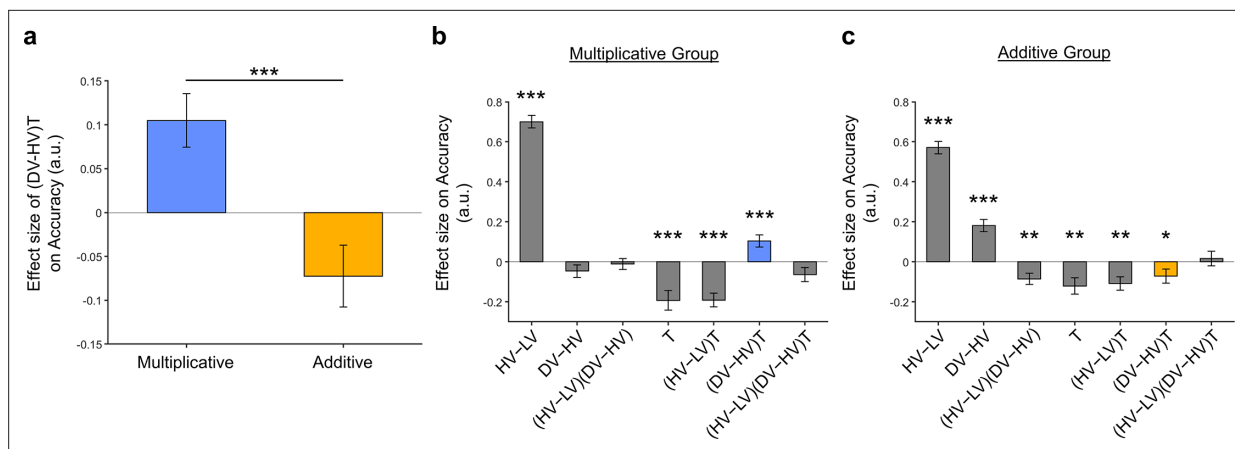 a
Effect size of (DV-HV)T
on Accuracy (a.u.)
0.15
0.1
0.05
0
-0.05
-0.1
-0.15
***
Multiplicative
Additive
b
Multiplicative Group
Effect size on Accuracy
(a.u.)
0.8
0.6
0.4
0.2
0
-0.2
***
***
***
***
HV−LV
DV−HV
(HV−LV)(DV−HV)
T
(HV−LV)T
(DV−HV)T
(HV−LV)(DV−HV)T
c
Additive Group
Effect size on Accuracy
(a.u.)
0.8
0.6
0.4
0.2
0
-0.2
***
***
**
**
**
*
HV−LV
DV−HV
(HV−LV)(DV−HV)
T
(HV−LV)T
(DV−HV)T
(HV−LV)(DV−HV)T